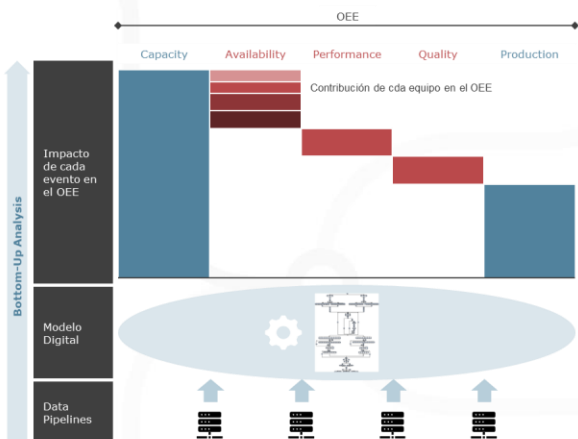 OEE
Capacity
Availability
Performance
Quality
Production
Contribución de cda equipo en el OEE
Impacto
de cada
evento en
el OEE
Bottom-Up Analysis
Modelo
Digital
Data
Pipelines